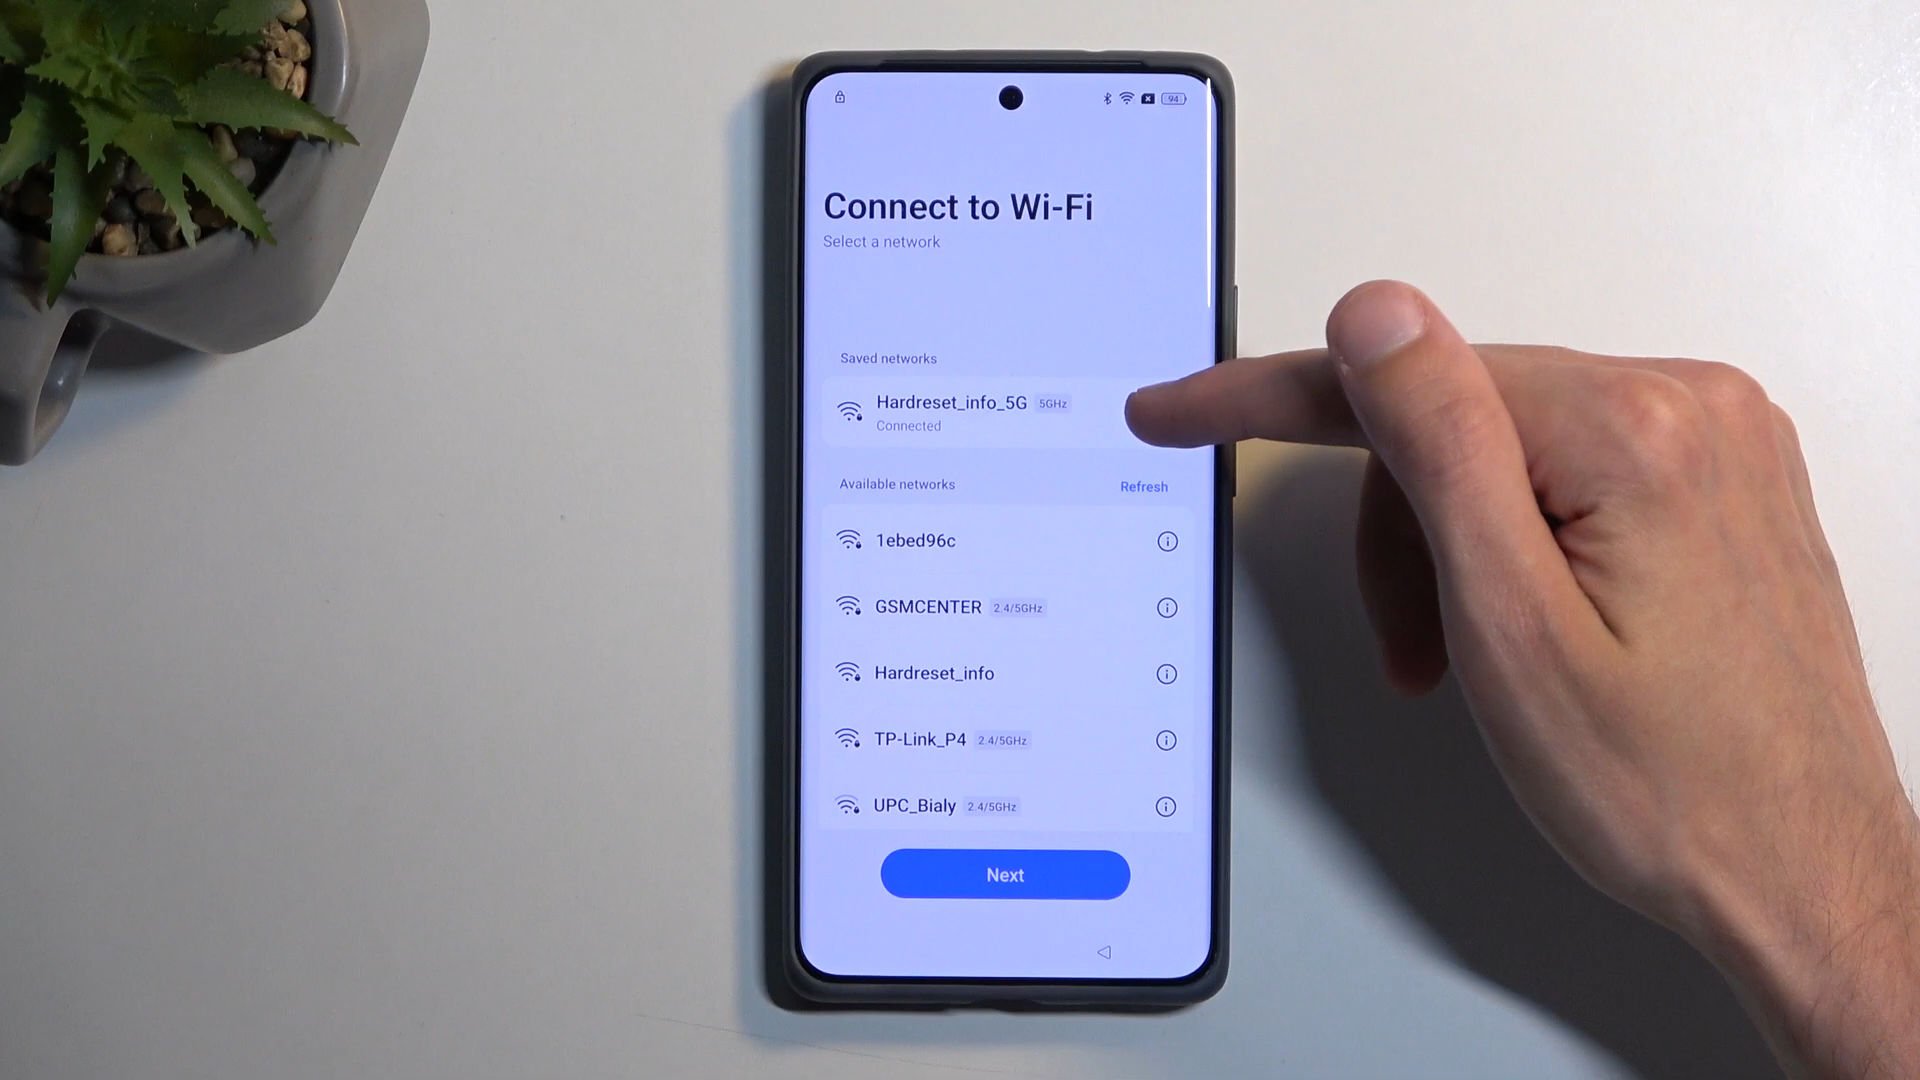 94
Connect to Wi-Fi
Select a network
Saved networks
Hardreset_info_5G 5GHz
Connected
Available networks Refresh
1ebed96c
GSMCENTER 2.4/5GHz
Hardreset_info
TP-Link_P4 2.4/5GHz
UPC_Bialy 2.4/5GHz
Next